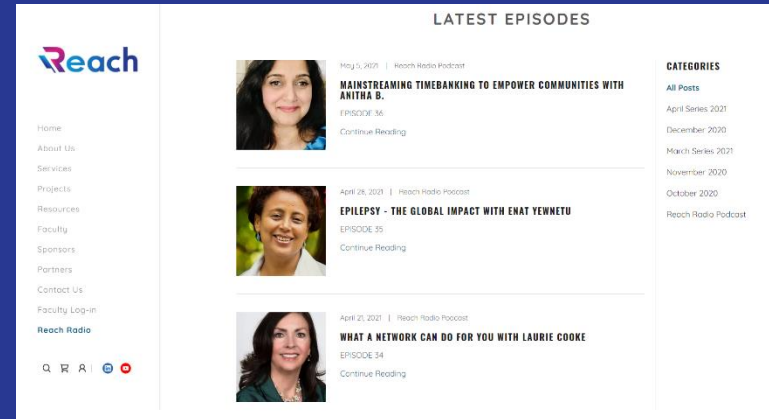 LATEST EPISODES
Reach
Home
About Us
Services
Projects
Resources
Faculty
Sponsors
Partners
Contact Us
Faculty Log-in
Reach Radio
May 5, 2021 | Reach Radio Podcast
MAINSTREAMING TIMEBANKING TO EMPOWER COMMUNITIES WITH
ANITHA B.
EPISODE 36
Continue Reading
April 28, 2021 | Reach Radio Podcast
EPILEPSY - THE GLOBAL IMPACT WITH ENAT YEWNETU
EPISODE 35
Continue Reading
April 21, 2021 | Reach Radio Podcast
WHAT A NETWORK CAN DO FOR YOU WITH LAURIE COOKE
EPISODE 34
Continue Reading
CATEGORIES
All Posts
April Series 2021
December 2020
March Series 2021
November 2020
October 2020
Reach Radio Podcast